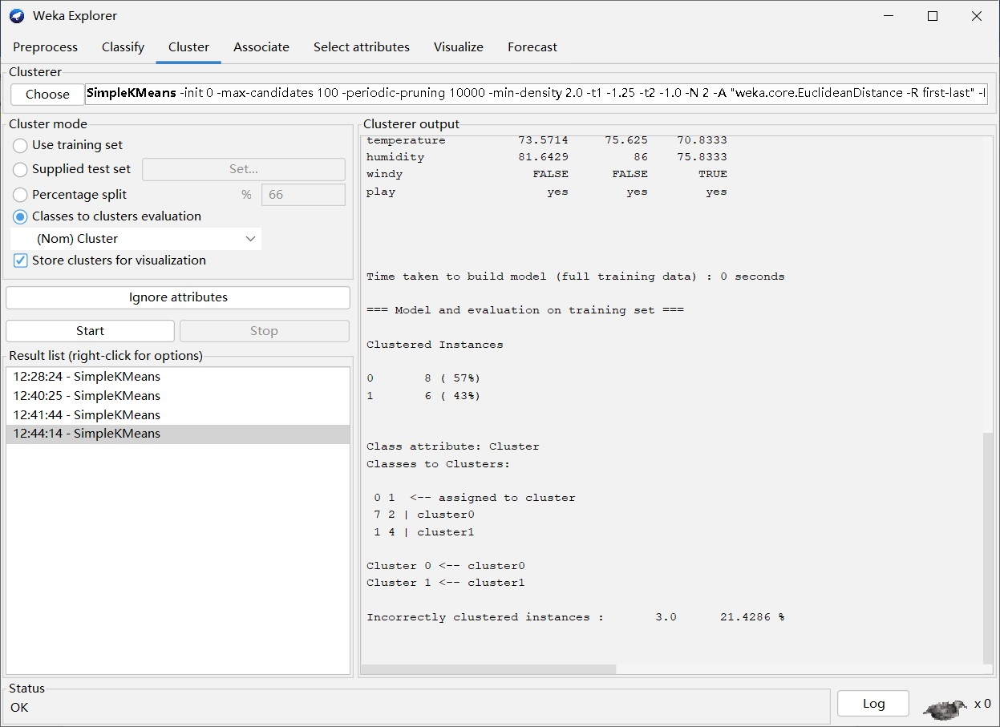 Weka Explorer
Preprocess Classify Cluster Associate Select attributes Visualize Forecast
Clusterer
Choose SimpleKMeans -init 0 -max-candidates 100 -periodic-pruning 10000 -min-density 2.0 -t1 -1.25 -t2 -1.0 -N 2 -A "weka.core.EuclideanDistance -R first-last" -I
Cluster mode
Use training set
Supplied test set Set...
Percentage split % 66
Classes to clusters evaluation
(Nom) Cluster
Store clusters for visualization
Ignore attributes
Start Stop
Result list (right-click for options)
12:28:24 - SimpleKMeans
12:40:25 - SimpleKMeans
12:41:44 - SimpleKMeans
12:44:14 - SimpleKMeans
Clusterer output
temperature 73.5714 75.625 70.8333
humidity 81.6429 86 75.8333
windy FALSE FALSE TRUE
play yes yes yes
Time taken to build model (full training data) : 0 seconds
=== Model and evaluation on training set ===
Clustered Instances
0 8 ( 57%)
1 6 ( 43%)
Class attribute: Cluster
Classes to Clusters:
0 1 <-- assigned to cluster
7 2 | cluster0
1 4 | cluster1
Cluster 0 <-- cluster0
Cluster 1 <-- cluster1
Incorrectly clustered instances : 3.0 21.4286 %
Status
OK
Log x 0